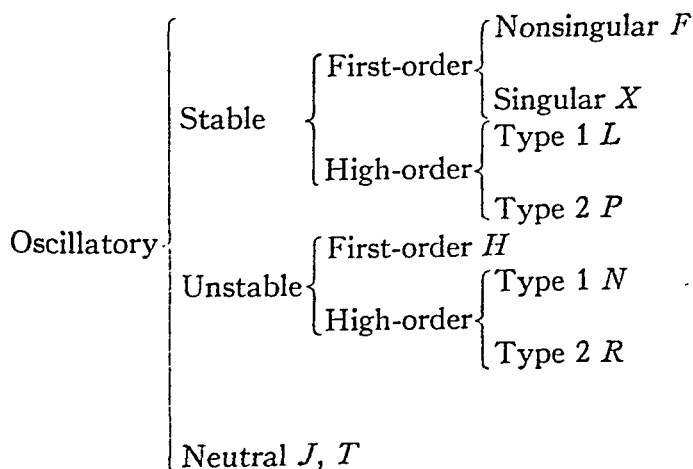 Nonsingular F
First-order
Singular X
Stable
Type 1 L
High-order
Type 2 P
Oscillatory
First-order H
Unstable
Type 1 N
High-order
Type 2 R
Neutral J, T